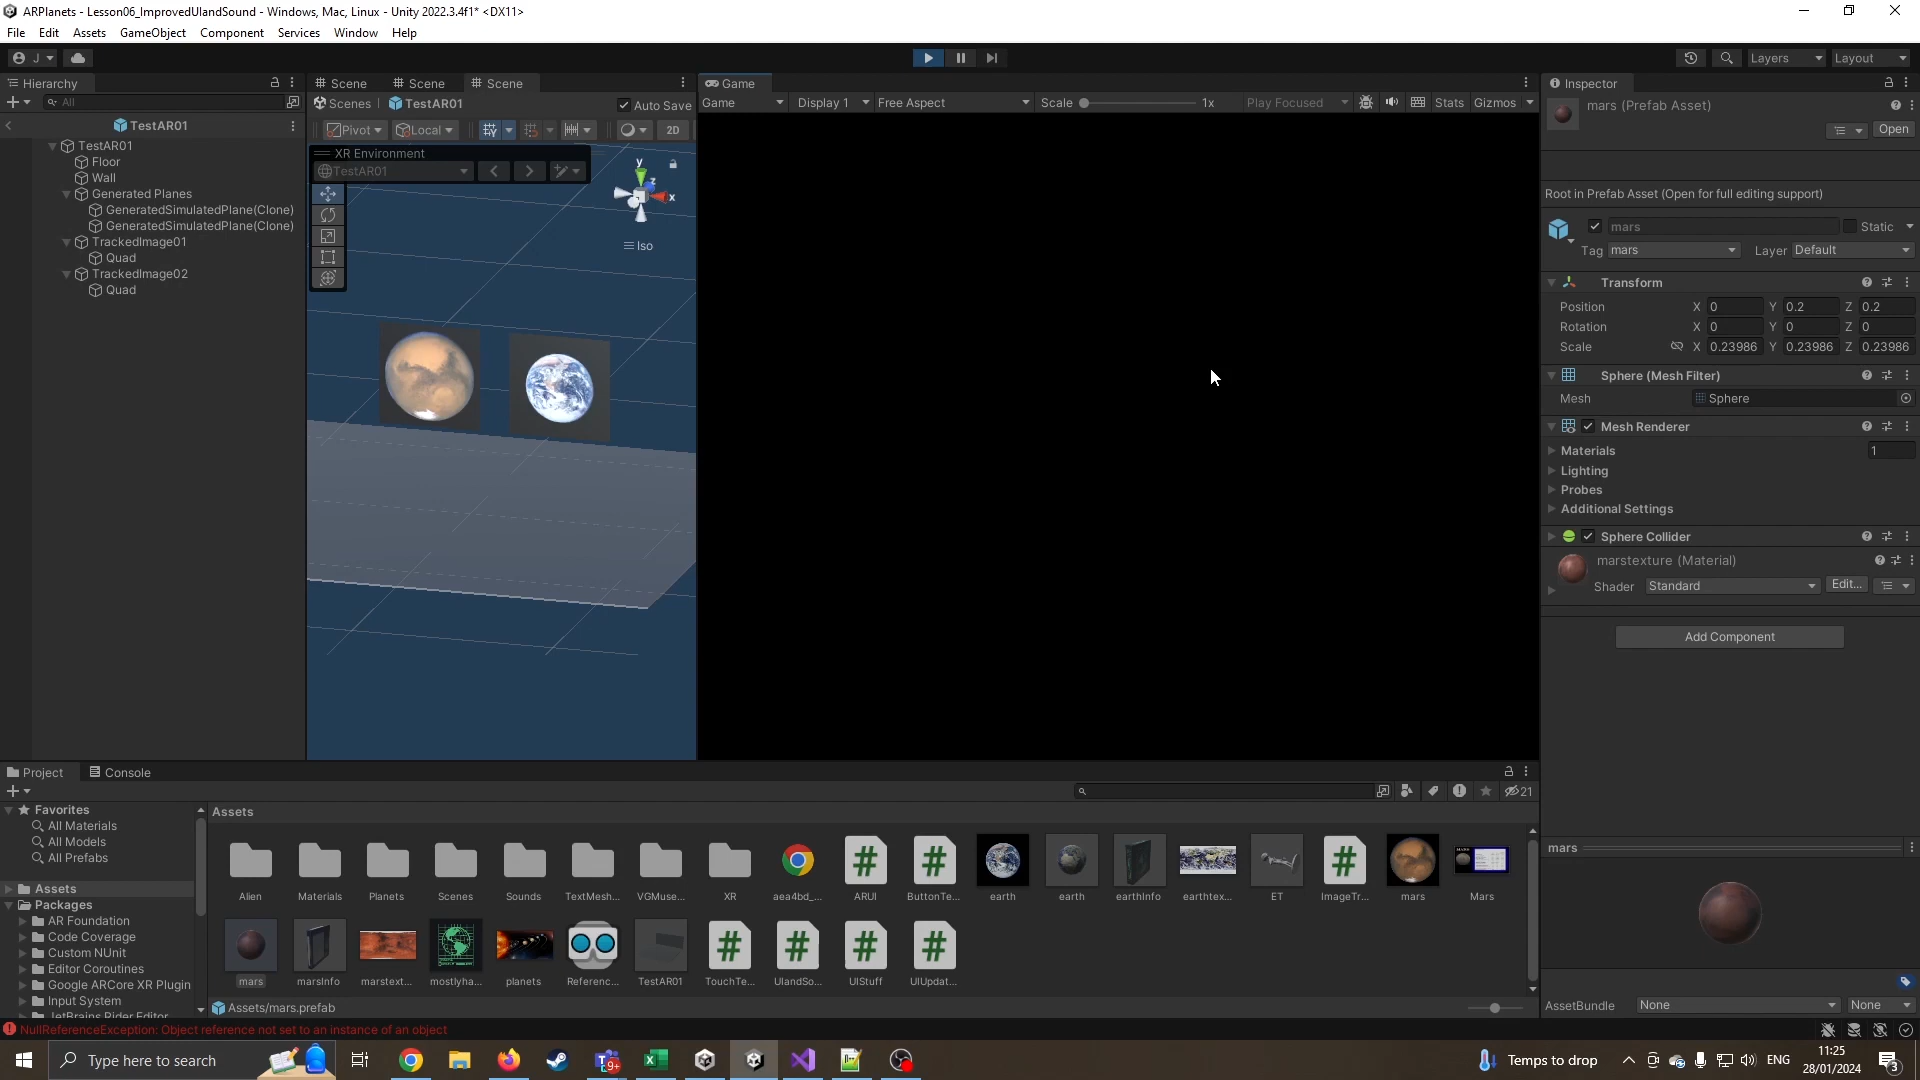 ARPlanets - Lesson06_ImprovedUIandSound - Windows, Mac, Linux - Unity 2022.3.4f1* <DX11>
File Edit Assets GameObject Component Services Window Help
J
Layers
Layout
Hierarchy
All
TestAR01
TestAR01
Floor
Wall
Generated Planes
GeneratedSimulatedPlane(Clone)
GeneratedSimulatedPlane(Clone)
TrackedImage01
Quad
TrackedImage02
Quad
Scene Scene Scene
Scenes TestAR01 Auto Save
Pivot Local 2D
XR Environment
TestAR01
y
z
x
Iso
Game
Game Display 1 Free Aspect Scale 1x Play Focused Stats Gizmos
Inspector
mars (Prefab Asset)
Open
Root in Prefab Asset (Open for full editing support)
mars Static
Tag mars Layer Default
Transform
Position X 0 Y 0.2 Z 0.2
Rotation X 0 Y 0 Z 0
Scale X 0.23986 Y 0.23986 Z 0.23986
Sphere (Mesh Filter)
Mesh Sphere
Mesh Renderer
Materials 1
Lighting
Probes
Additional Settings
Sphere Collider
marstexture (Material)
Shader Standard Edit...
Add Component
mars
AssetBundle None None
Project Console
21
Favorites
All Materials
All Models
All Prefabs
Assets
Packages
AR Foundation
Code Coverage
Custom NUnit
Editor Coroutines
Google ARCore XR Plugin
Input System
JetBrains Rider Editor
Assets
Alien Materials Planets Scenes Sounds TextMesh... VGMuse... XR aea4bd_... ARUI ButtonTe... earth earth earthInfo earthtex... ET ImageTr... mars Mars
mars marsInfo marstext... mostlyha... planets Referenc... TestAR01 TouchTe... UIandSo... UIStuff UIUpdat...
Assets/mars.prefab
NullReferenceException: Object reference not set to an instance of an object
Type here to search
9+
Temps to drop
ENG
11:25
28/01/2024
3